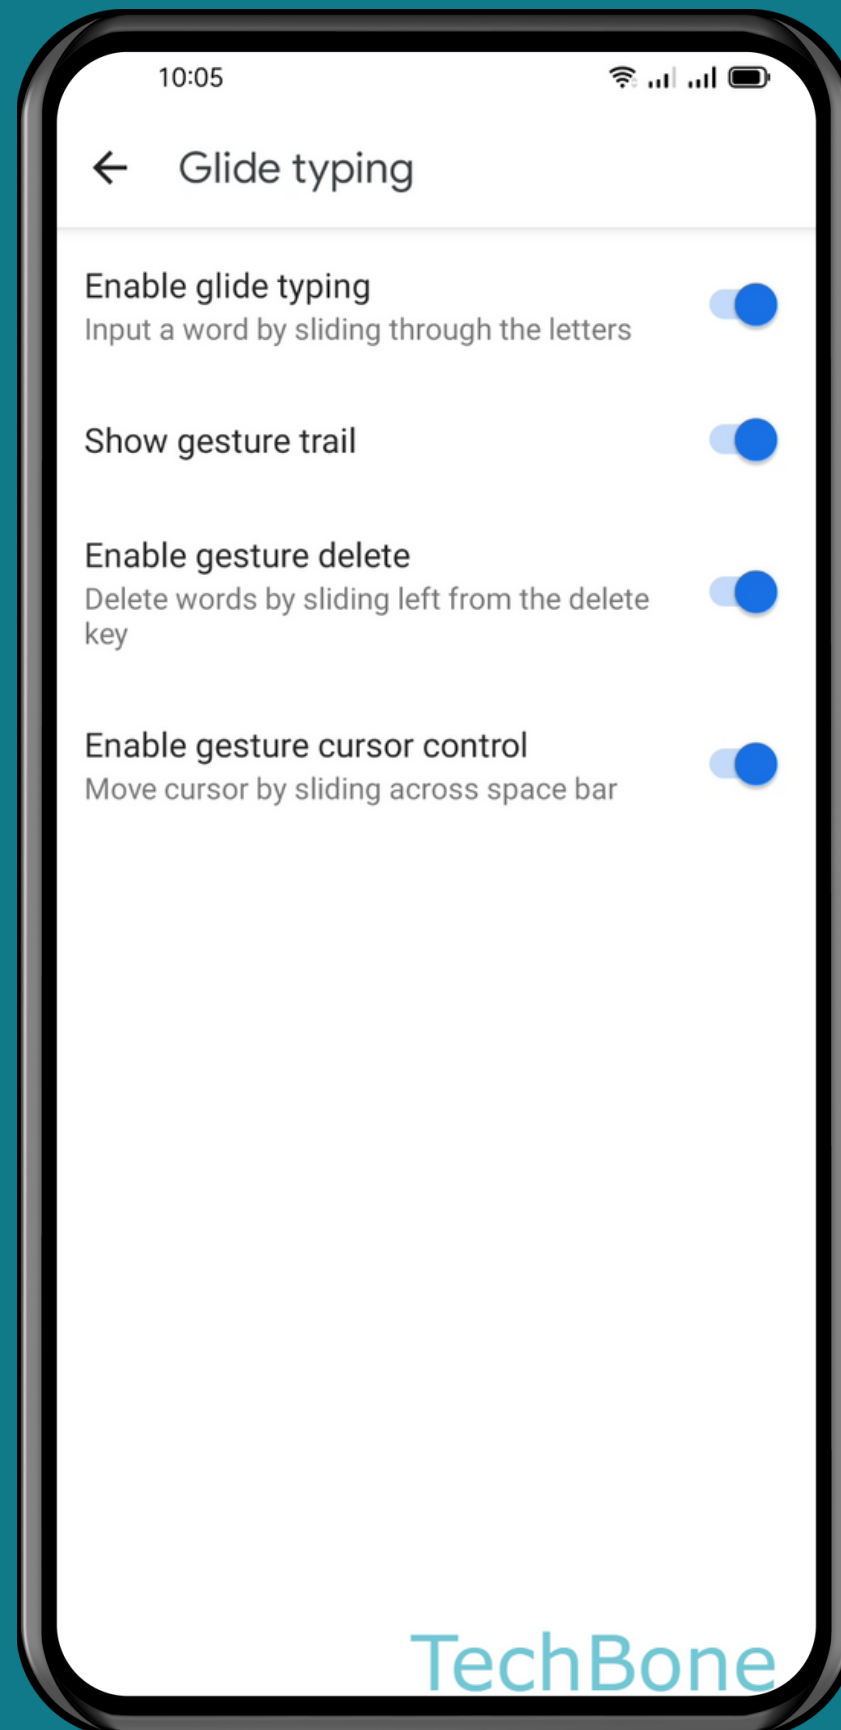 10:05
Glide typing
Enable glide typing
Input a word by sliding through the letters
Show gesture trail
Enable gesture delete
Delete words by sliding left from the delete
key
Enable gesture cursor control
Move cursor by sliding across space bar
TechBone